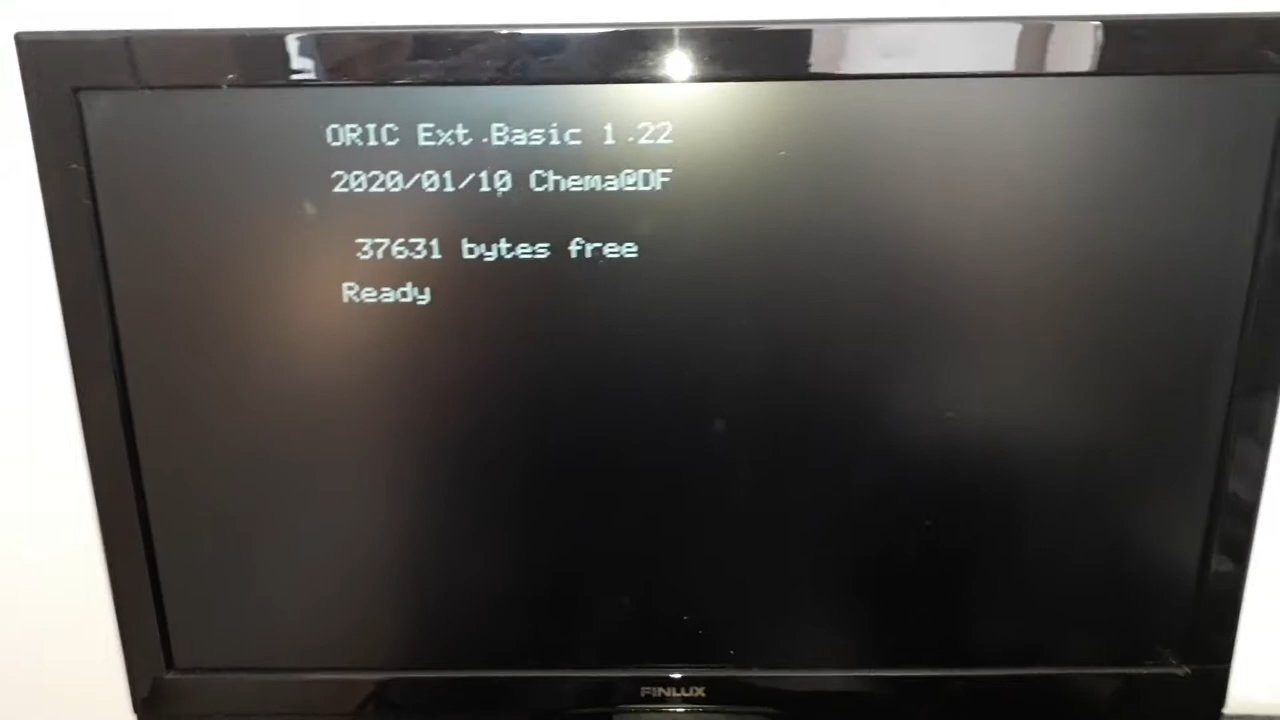 ORIC Ext.Basic 1.22
2020/01/10 Chema@DF
37631 bytes free
Ready
FINLUX